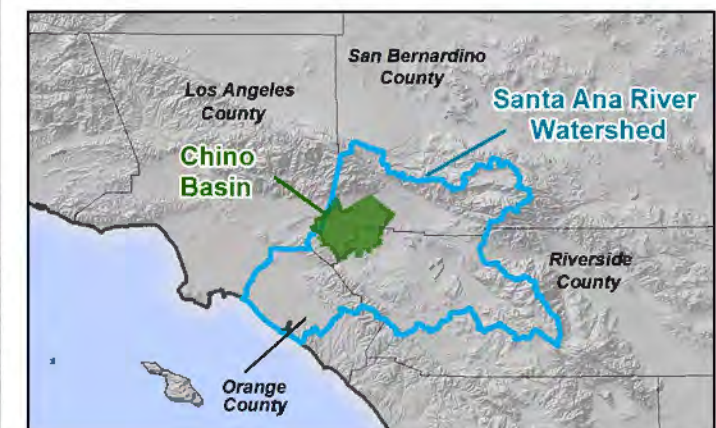 San Bernardino
County
Los Angeles
County
Santa Ana River
Watershed
Chino
Basin
Riverside
County
Orange
County